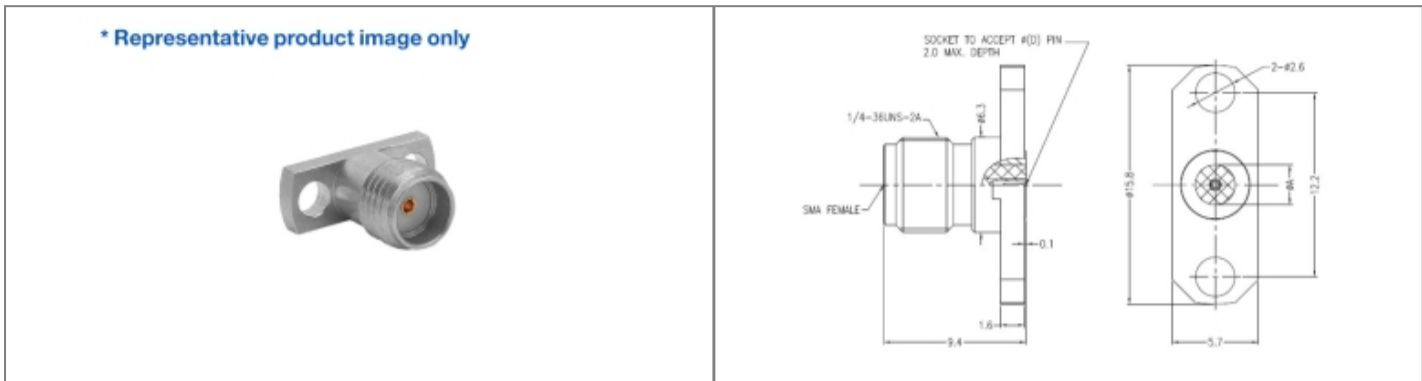 * Representative product image only
SOCKET TO ACCEPT ø(D) PIN
2.0 MAX. DEPTH
1/4-36UNS-2A
ø6.3
SMA FEMALE
0.1
1.6
9.4
ø15.8
2-ø2.6
øA
12.2
5.7